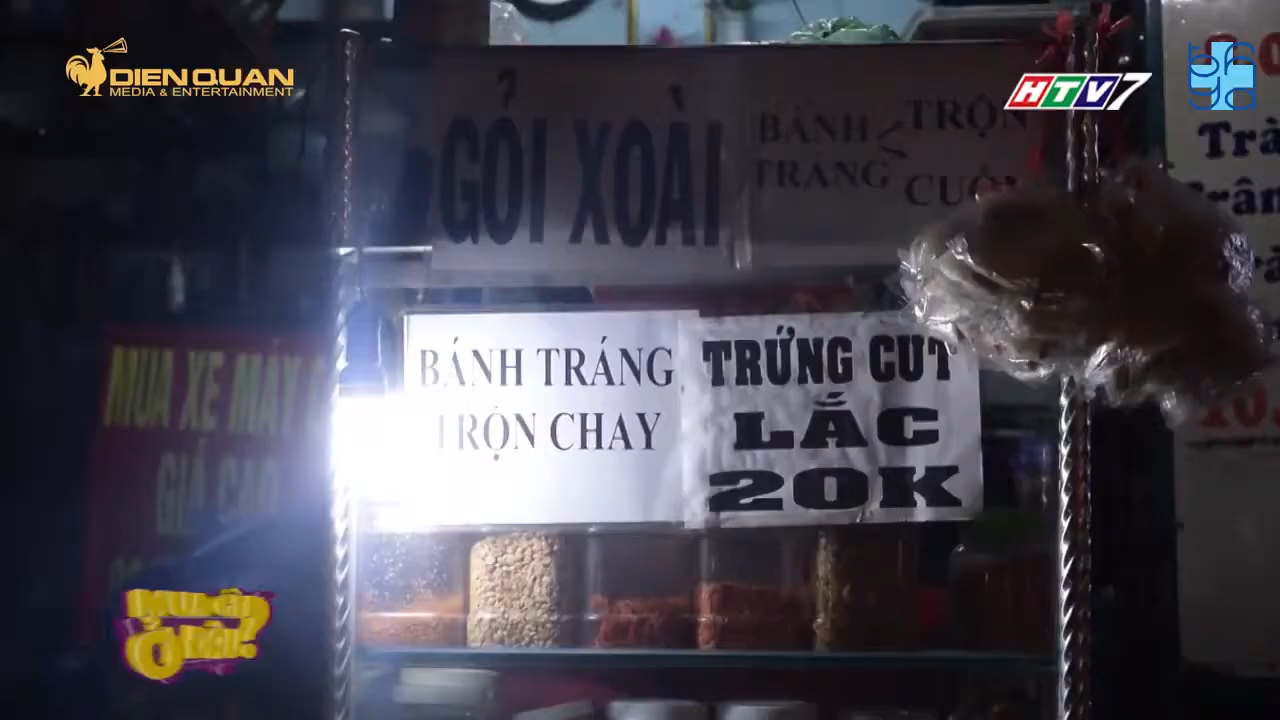 DIEN QUAN
MEDIA & ENTERTAINMENT
HTV7
GỎI XOÀI
BÁNH TRÁNG
TRỘN
CUỐN
BÁNH TRÁNG
TRỘN CHAY
TRỨNG CUT
LẮC
20K
MUA XE MÁY
GIÁ CAO